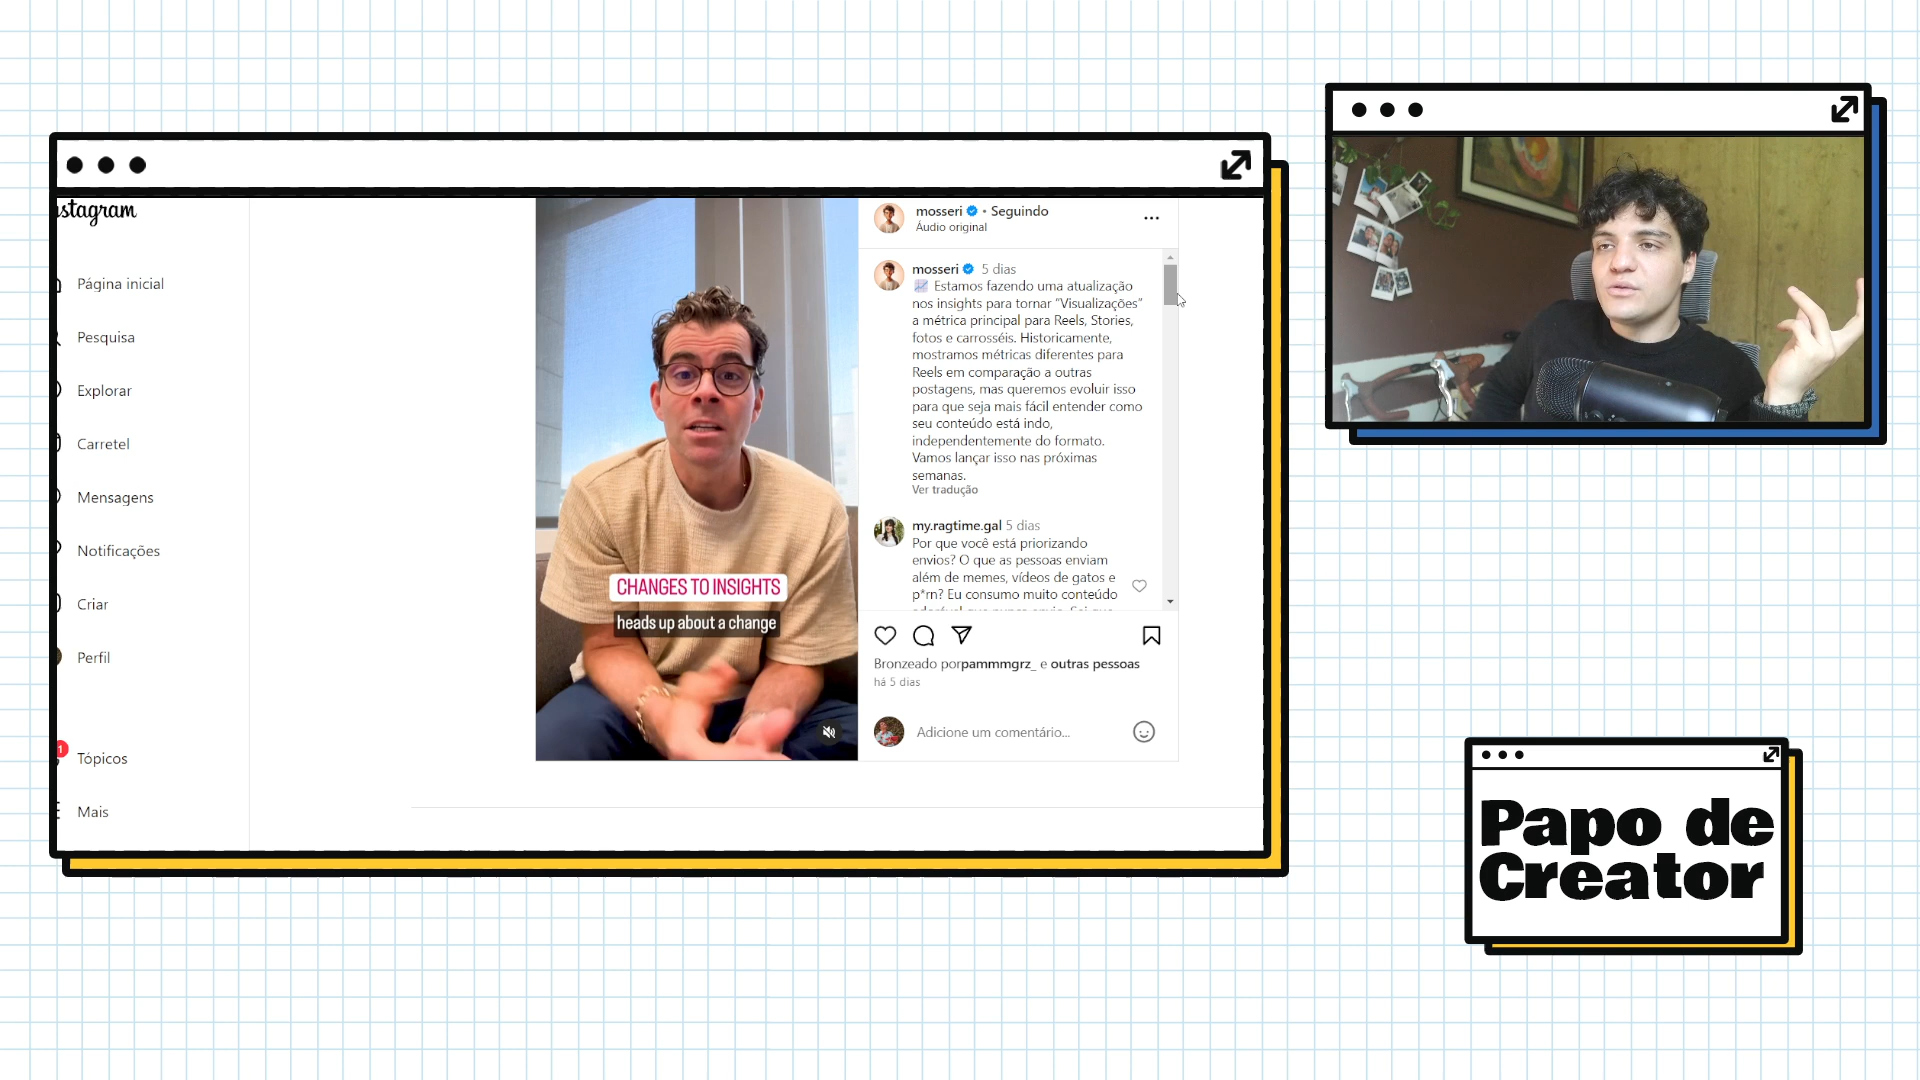 nstagram
Página inicial
Pesquisa
Explorar
Carretel
Mensagens
Notificações
Criar
Perfil
1
Tópicos
Mais
CHANGES TO INSIGHTS
heads up about a change
mosseri • Seguindo
Áudio original
mosseri 5 dias
Estamos fazendo uma atualização
nos insights para tornar “Visualizações”
a métrica principal para Reels, Stories,
fotos e carrosséis. Historicamente,
mostramos métricas diferentes para
Reels em comparação a outras
postagens, mas queremos evoluir isso
para que seja mais fácil entender como
seu conteúdo está indo,
independentemente do formato.
Vamos lançar isso nas próximas
semanas.
Ver tradução
my.ragtime.gal 5 dias
Por que você está priorizando
envios? O que as pessoas enviam
além de memes, vídeos de gatos e
p*rn? Eu consumo muito conteúdo
Bronzeado porpammmgrz_ e outras pessoas
há 5 dias
Adicione um comentário...
Papo de
Creator